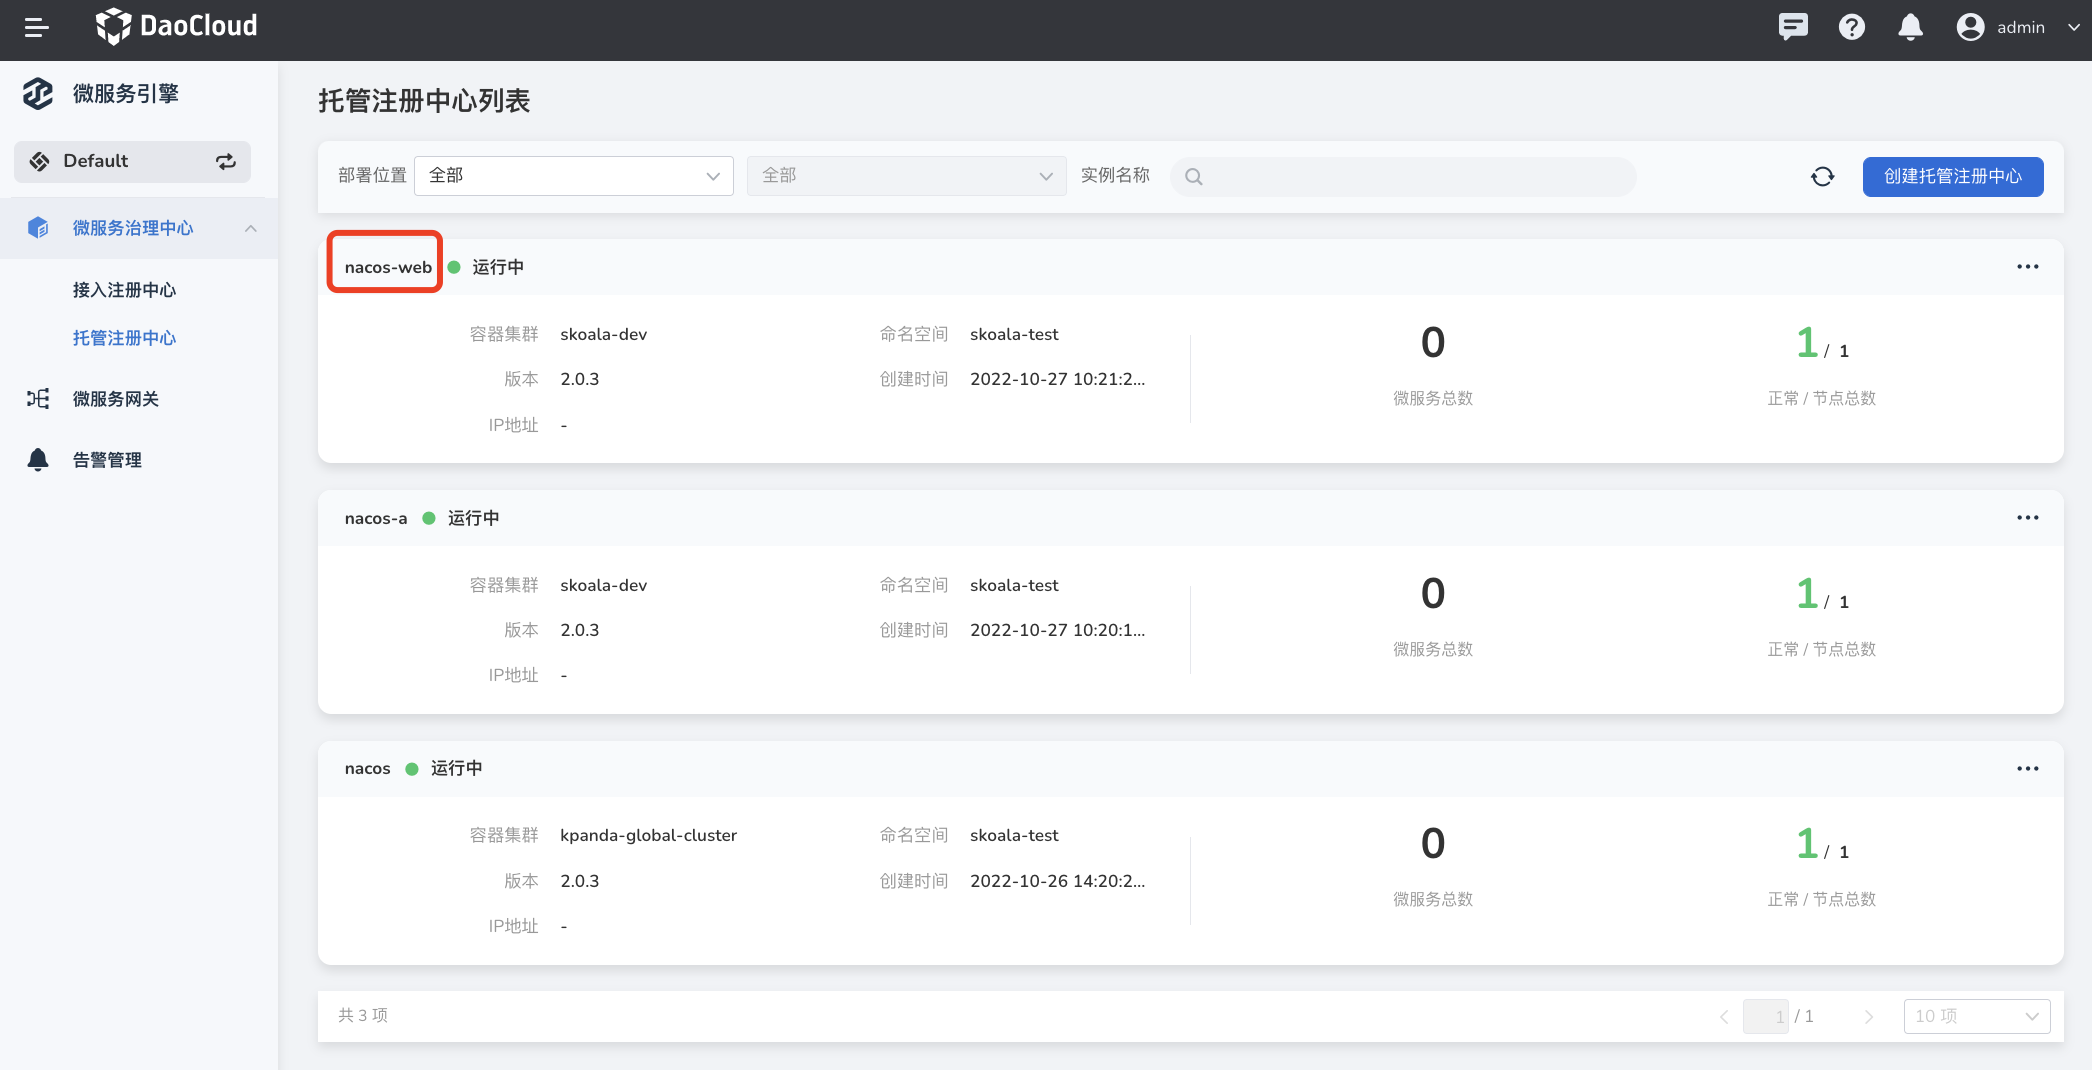 DaoCloud
admin
微服务引擎
Default
微服务治理中心
接入注册中心
托管注册中心
微服务网关
告警管理
托管注册中心列表
部署位置 全部 全部 实例名称 创建托管注册中心
nacos-web 运行中
容器集群 skoala-dev 命名空间 skoala-test 0 1 / 1
版本 2.0.3 创建时间 2022-10-27 10:21:2... 微服务总数 正常 / 节点总数
IP地址 -
nacos-a 运行中
容器集群 skoala-dev 命名空间 skoala-test 0 1 / 1
版本 2.0.3 创建时间 2022-10-27 10:20:1... 微服务总数 正常 / 节点总数
IP地址 -
nacos 运行中
容器集群 kpanda-global-cluster 命名空间 skoala-test 0 1 / 1
版本 2.0.3 创建时间 2022-10-26 14:20:2... 微服务总数 正常 / 节点总数
IP地址 -
共 3 项 1 / 1 10 项